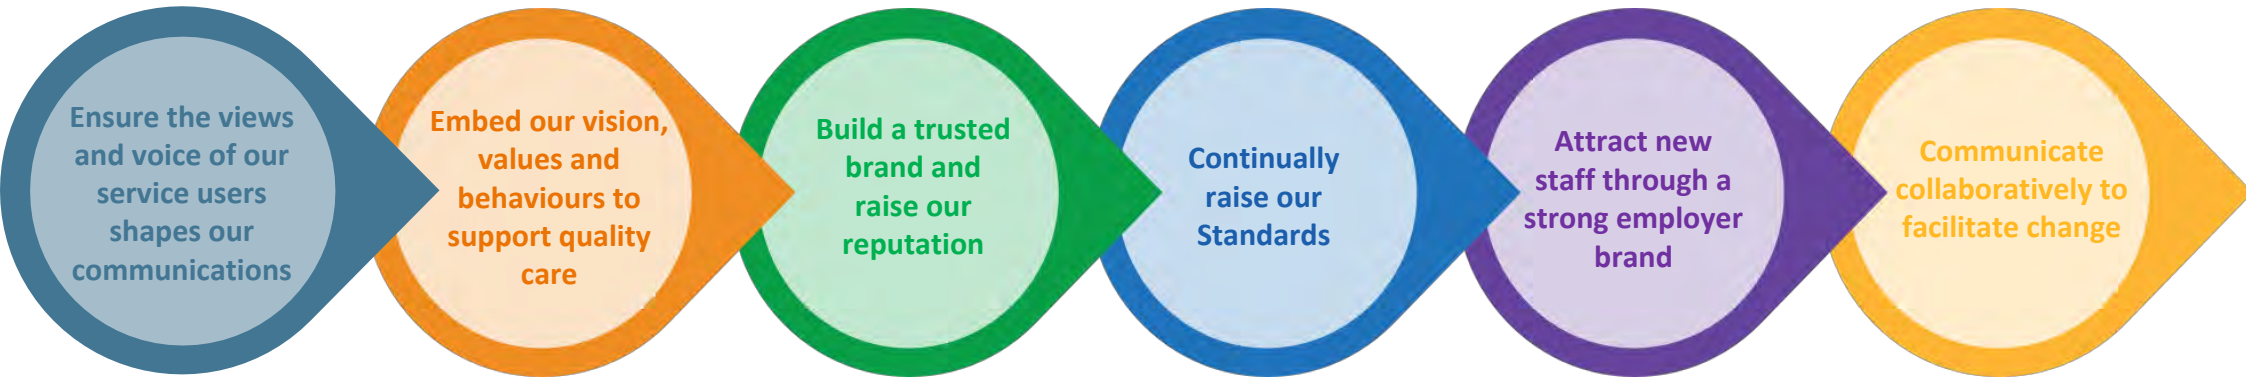 Ensure the views
and voice of our
service users
shapes our
communications
Embed our vision,
values and
behaviours to
support quality
care
Build a trusted
brand and
raise our
reputation
Continually
raise our
Standards
Attract new
staff through a
strong employer
brand
Communicate
collaboratively to
facilitate change